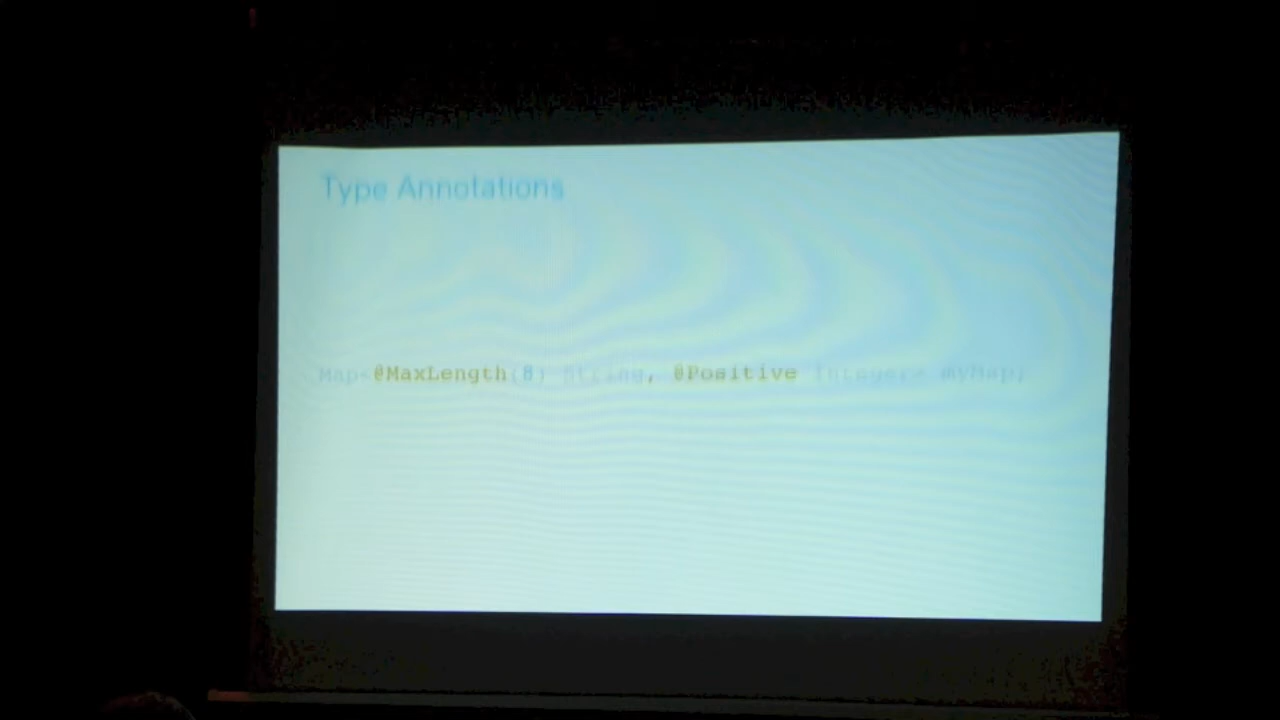 Type Annotations
Map<@MaxLength(8) String, @Positive Integer> myMap;